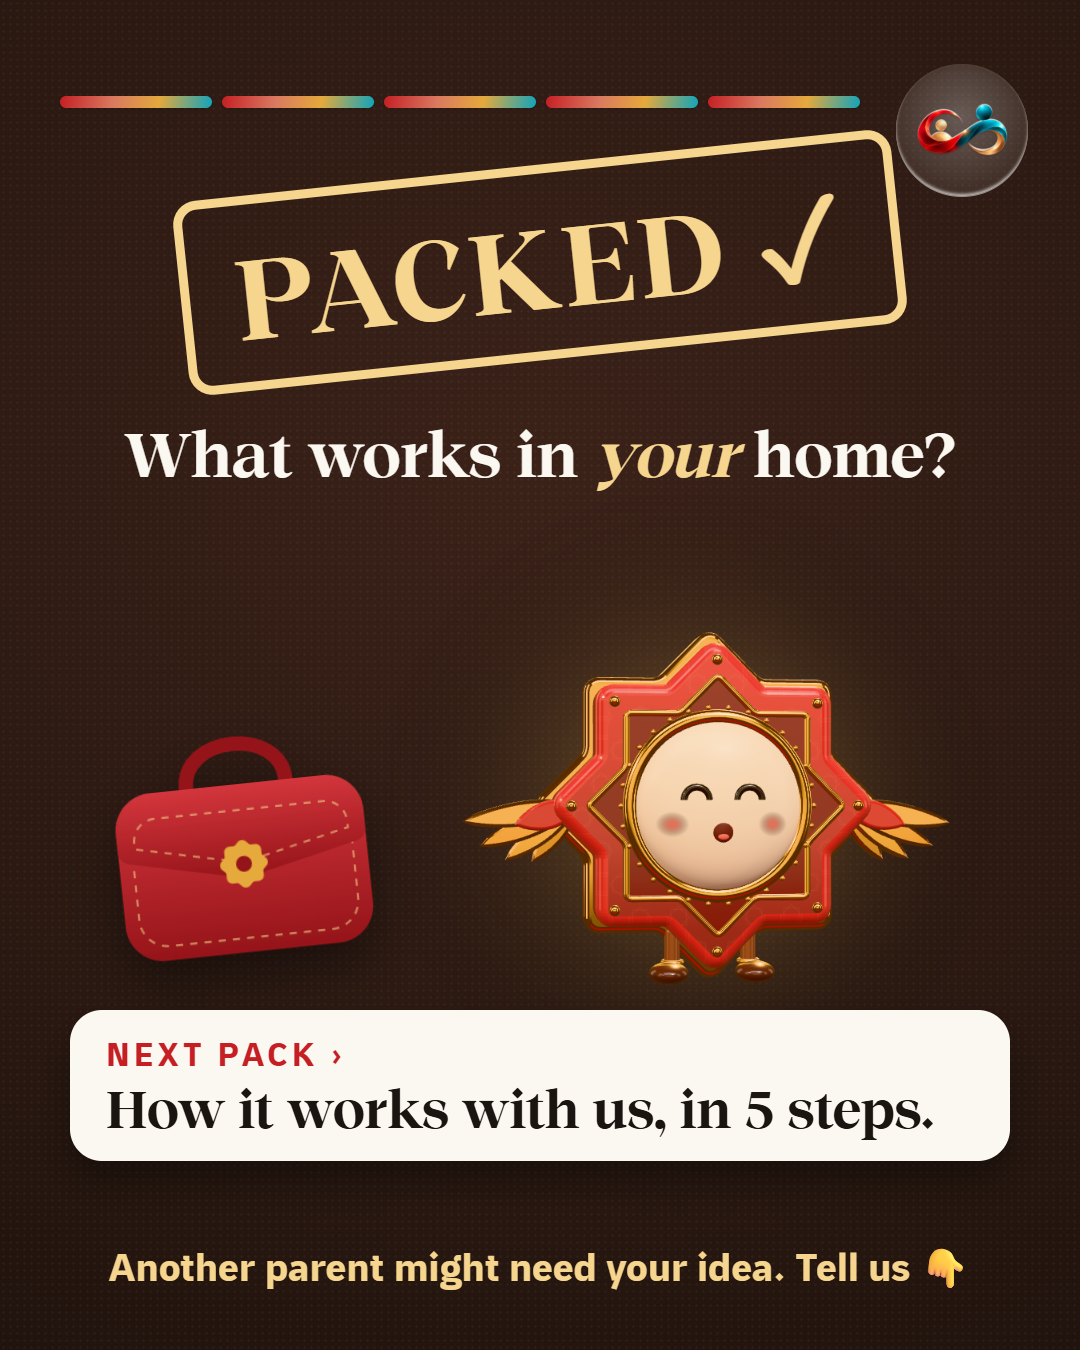 PACKED ✓
What works in your home?
NEXT PACK ›
How it works with us, in 5 steps.
Another parent might need your idea. Tell us 👇